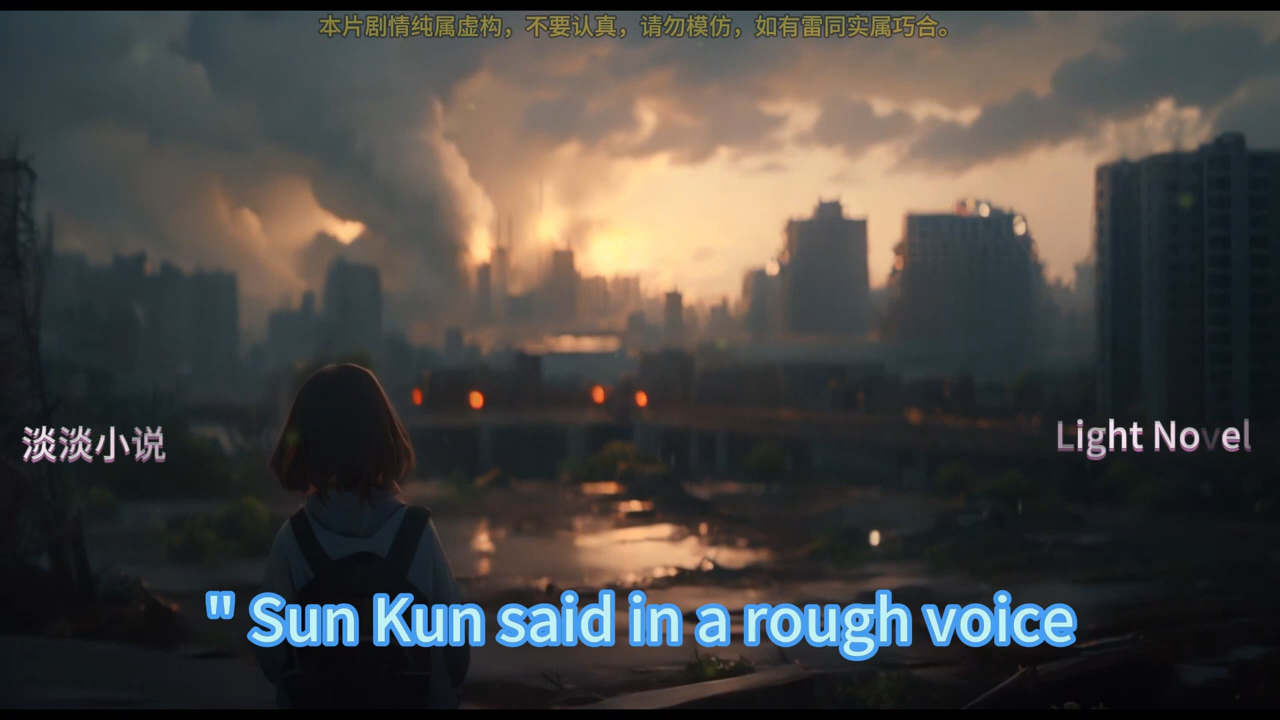 本片剧情纯属虚构，不要认真，请勿模仿，如有雷同实属巧合。
淡淡小说
Light Novel
" Sun Kun said in a rough voice